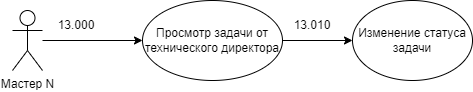 13.000
Просмотр задачи от
технического директора
13.010
Изменение статуса
задачи
Мастер N